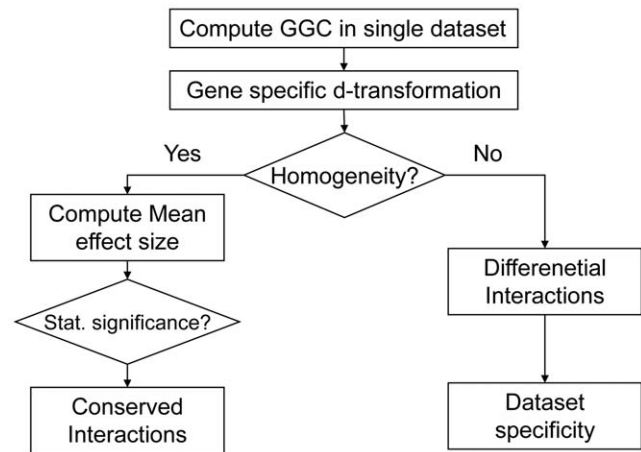 Compute GGC in single dataset
Gene specific d-transformation
Yes
No
Homogeneity?
Compute Mean
effect size
Differenetial
Interactions
Stat. significance?
Conserved
Interactions
Dataset
specificity